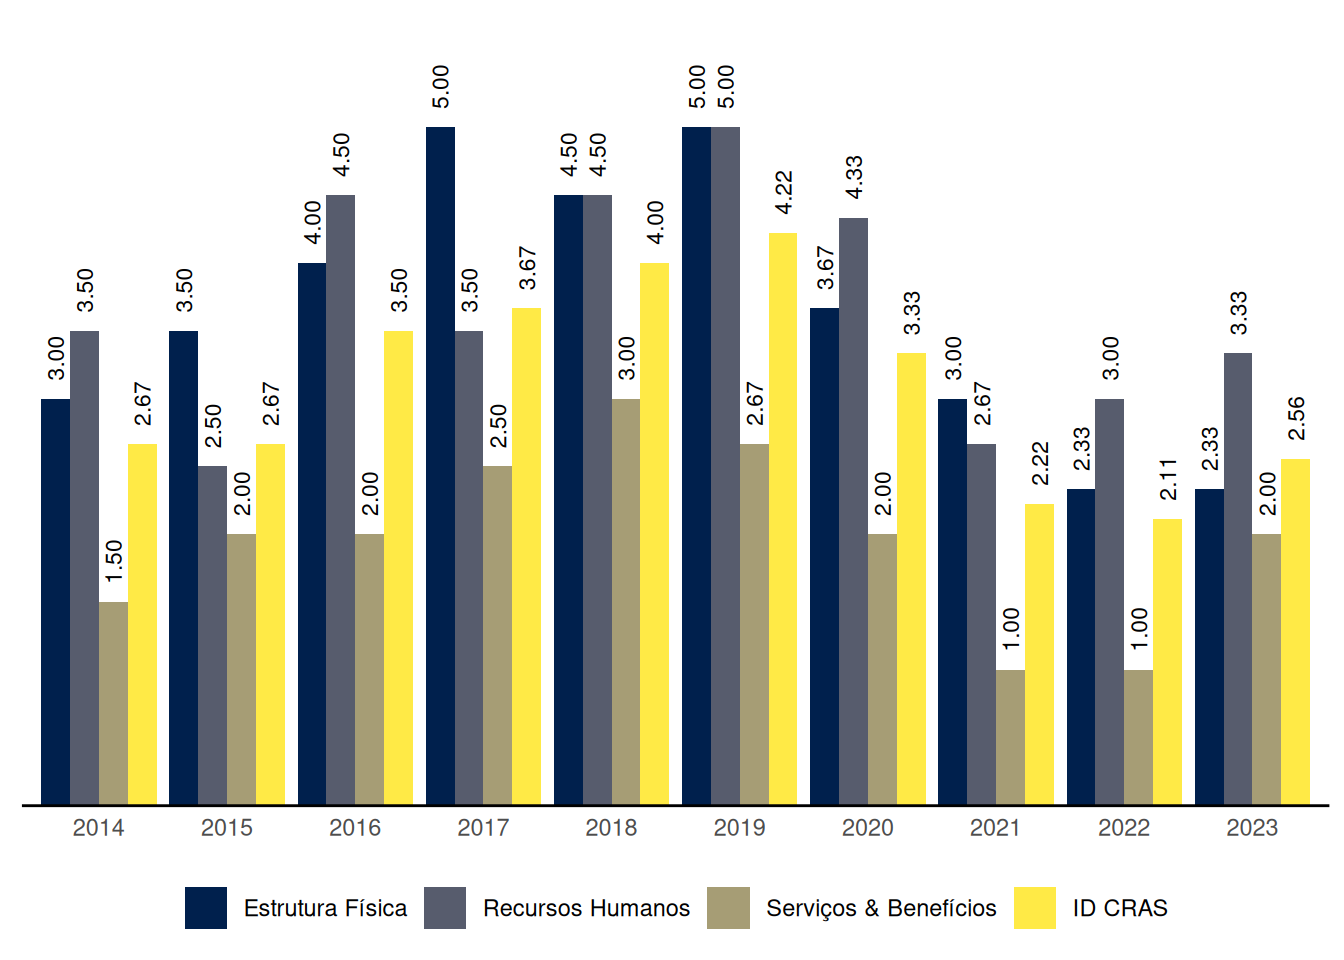 3.00 3.50 1.50 2.67
3.50 2.50 2.00 2.67
4.00 4.50 2.00 3.50
5.00 3.50 2.50 3.67
4.50 4.50 3.00 4.00
5.00 5.00 2.67 4.22
3.67 4.33 2.00 3.33
3.00 2.67 1.00 2.22
2.33 3.00 1.00 2.11
2.33 3.33 2.00 2.56
2014 2015 2016 2017 2018 2019 2020 2021 2022 2023
Estrutura Física Recursos Humanos Serviços & Benefícios ID CRAS